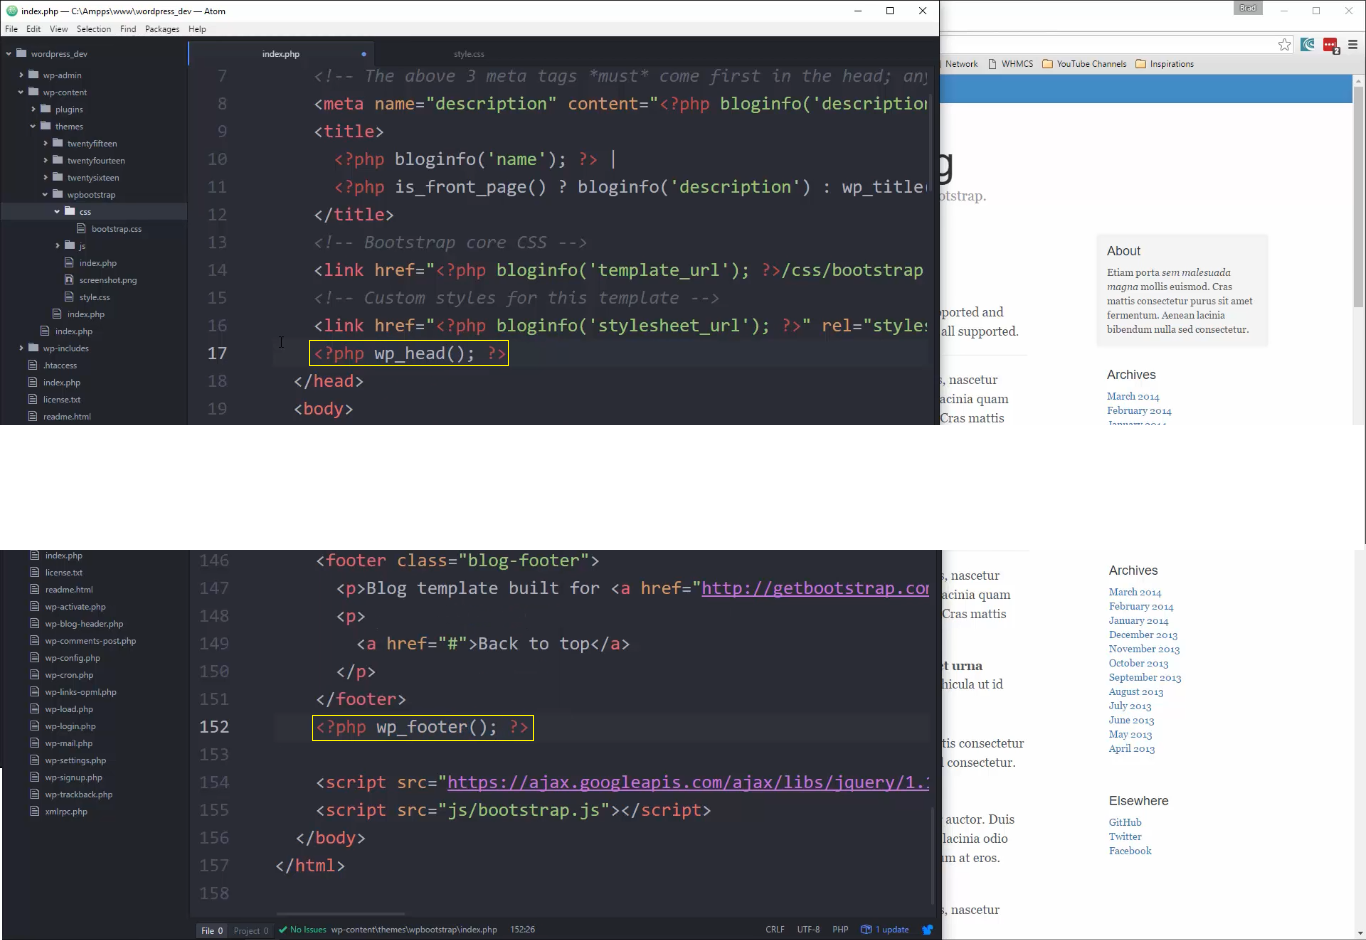 index.php — C:\Ampps\www\wordpress_dev — Atom
Brad
File Edit View Selection Find Packages Help
Network WHMCS YouTube Channels Inspirations
wordpress_dev
wp-admin
wp-content
plugins
themes
twentyfifteen
twentyfourteen
twentysixteen
wpbootstrap
css
bootstrap.css
js
index.php
screenshot.png
style.css
index.php
index.php
wp-includes
.htaccess
index.php
license.txt
readme.html
index.php style.css
7 <!-- The above 3 meta tags *must* come first in the head; any
8 <meta name="description" content="<?php bloginfo('description
9 <title>
10 <?php bloginfo('name'); ?> |
11 <?php is_front_page() ? bloginfo('description') : wp_title(
12 </title>
13 <!-- Bootstrap core CSS -->
14 <link href="<?php bloginfo('template_url'); ?>/css/bootstrap
15 <!-- Custom styles for this template -->
16 <link href="<?php bloginfo('stylesheet_url'); ?>" rel="styles
17 <?php wp_head(); ?>
18 </head>
19 <body>
g
otstrap.
ported and
all supported.
s, nascetur
acinia quam
Cras mattis
About
Etiam porta sem malesuada
magna mollis euismod. Cras
mattis consectetur purus sit amet
fermentum. Aenean lacinia
bibendum nulla sed consectetur.
Archives
March 2014
February 2014
January 2014
index.php
license.txt
readme.html
wp-activate.php
wp-blog-header.php
wp-comments-post.php
wp-config.php
wp-cron.php
wp-links-opml.php
wp-load.php
wp-login.php
wp-mail.php
wp-settings.php
wp-signup.php
wp-trackback.php
xmlrpc.php
146 <footer class="blog-footer">
147 <p>Blog template built for <a href="http://getbootstrap.com
148 <p>
149 <a href="#">Back to top</a>
150 </p>
151 </footer>
152 <?php wp_footer(); ?>
153
154 <script src="https://ajax.googleapis.com/ajax/libs/jquery/1.1
155 <script src="js/bootstrap.js"></script>
156 </body>
157 </html>
158
File 0 Project 0 No Issues wp-content\themes\wpbootstrap\index.php 152:26 CRLF UTF-8 PHP 1 update
s, nascetur
acinia quam
Cras mattis
t urna
hicula ut id
tis consectetur
l consectetur.
auctor. Duis
lacinia odio
m at eros.
s, nascetur
Archives
March 2014
February 2014
January 2014
December 2013
November 2013
October 2013
September 2013
August 2013
July 2013
June 2013
May 2013
April 2013
Elsewhere
GitHub
Twitter
Facebook